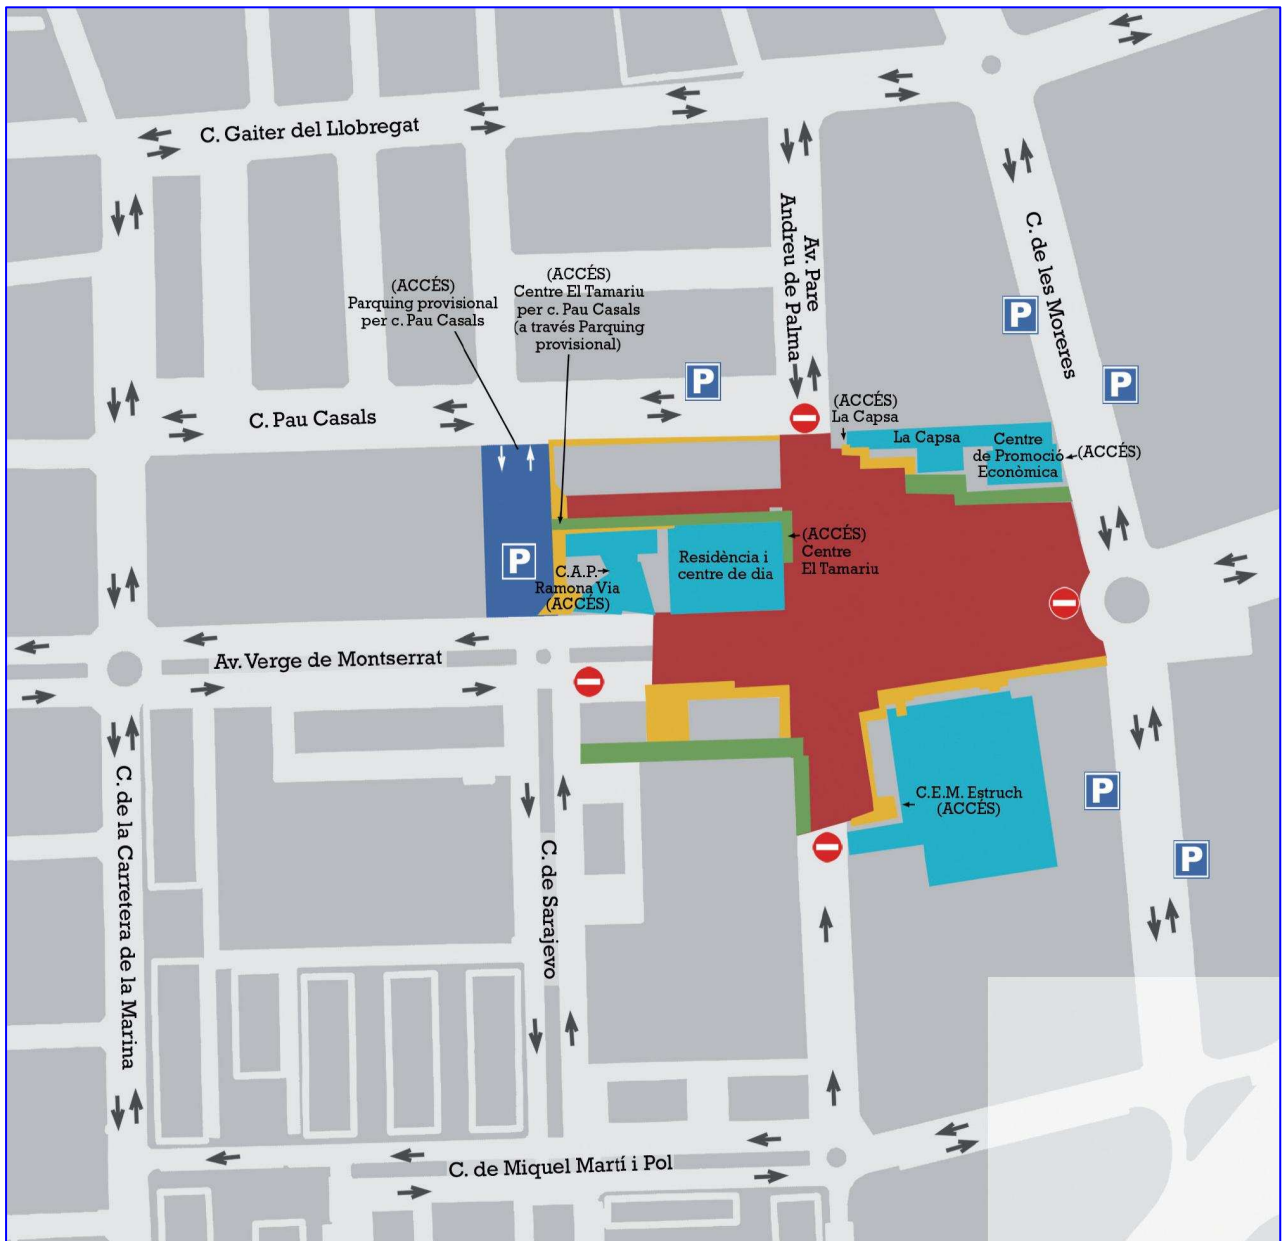 C. Gaiter del Llobregat
Av. Pare
Andreu de Palma
C. de les Moreres
(ACCÉS)
Parquing provisional
per c. Pau Casals
(ACCÉS)
Centre El Tamariu
per c. Pau Casals
(a través Parquing
provisional)
P
P
P
C. Pau Casals
(ACCÉS)
La Capsa
La Capsa
Centre
de Promoció
Econòmica
(ACCÉS)
P
C.A.P.
Ramona Via
(ACCÉS)
Residència i
centre de dia
(ACCÉS)
Centre
El Tamariu
Av. Verge de Montserrat
C. de la Carretera de la Marina
C. de Sarajevo
C.E.M. Estruch
(ACCÉS)
P
P
C. de Miquel Martí i Pol